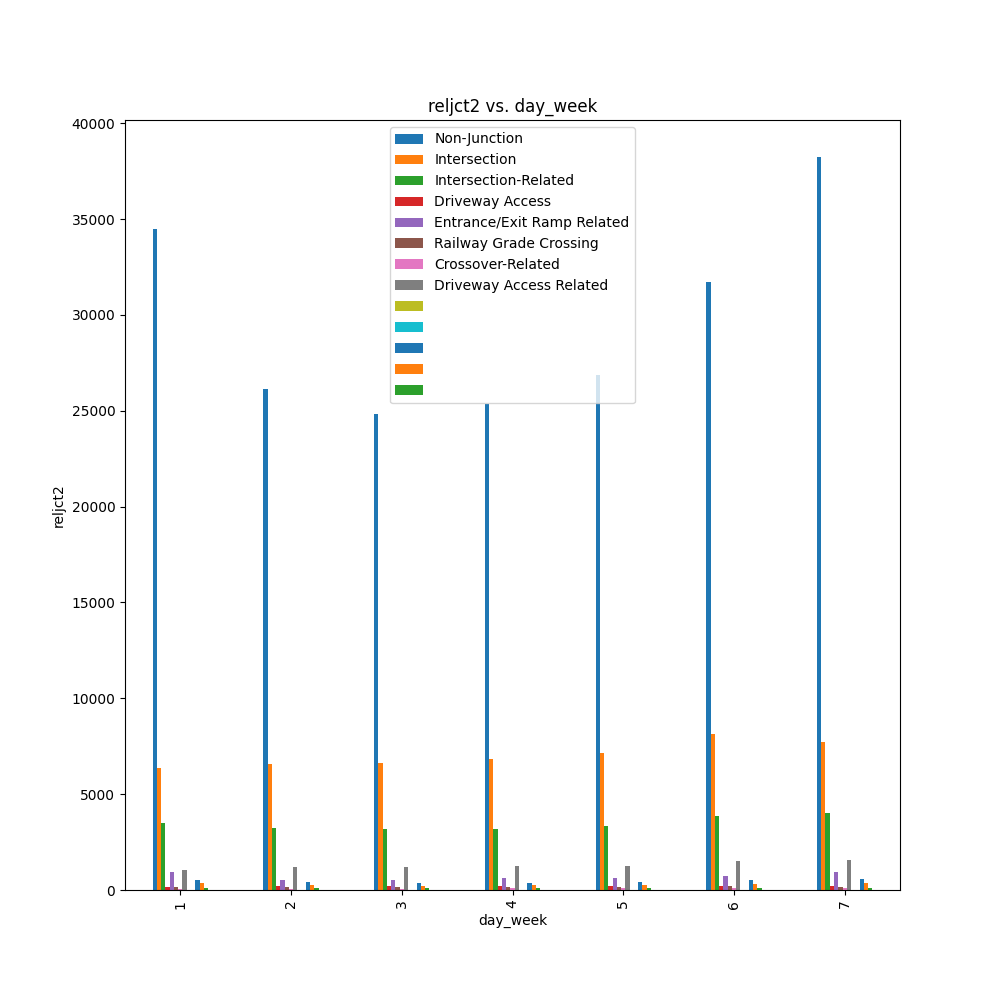 reljct2 vs. day_week
40000
35000
30000
25000
20000
15000
10000
5000
0
reljct2
Non-Junction
Intersection
Intersection-Related
Driveway Access
Entrance/Exit Ramp Related
Railway Grade Crossing
Crossover-Related
Driveway Access Related
1 2 3 4 5 6 7
day_week